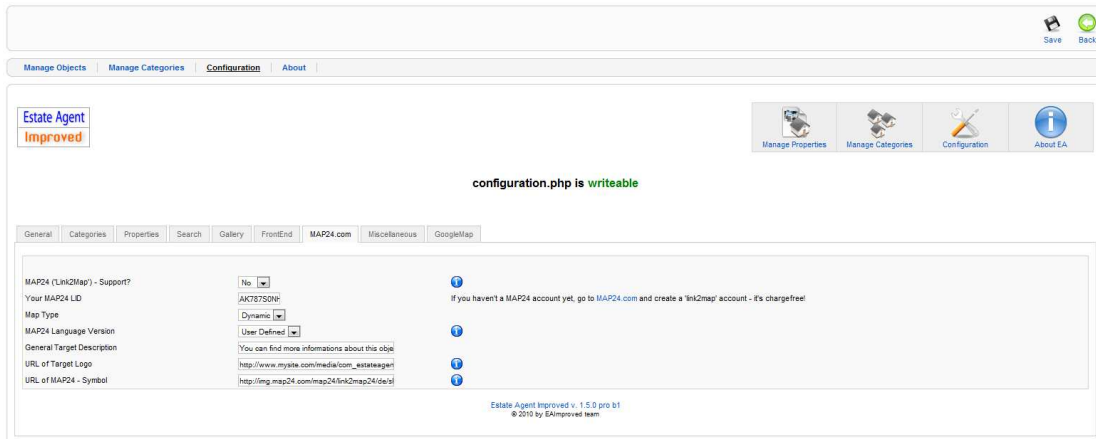 Save Back
Manage Objects Manage Categories Configuration About
Estate Agent
Improved
Manage Properties Manage Categories Configuration About EA
configuration.php is writeable
General Categories Properties Search Gallery FrontEnd MAP24.com Miscellaneous GoogleMap
MAP24 ('Link2Map') - Support? No
Your MAP24 LID AK787S0NH If you haven't a MAP24 account yet, go to MAP24.com and create a 'link2map' account - it's chargefree!
Map Type Dynamic
MAP24 Language Version User Defined
General Target Description You can find more informations about this obje
URL of Target Logo http://www.mysite.com/media/com_estateagen
URL of MAP24 - Symbol http://img.map24.com/map24/link2map24/de/sl
Estate Agent Improved v. 1.5.0 pro b1
© 2010 by EAImproved team